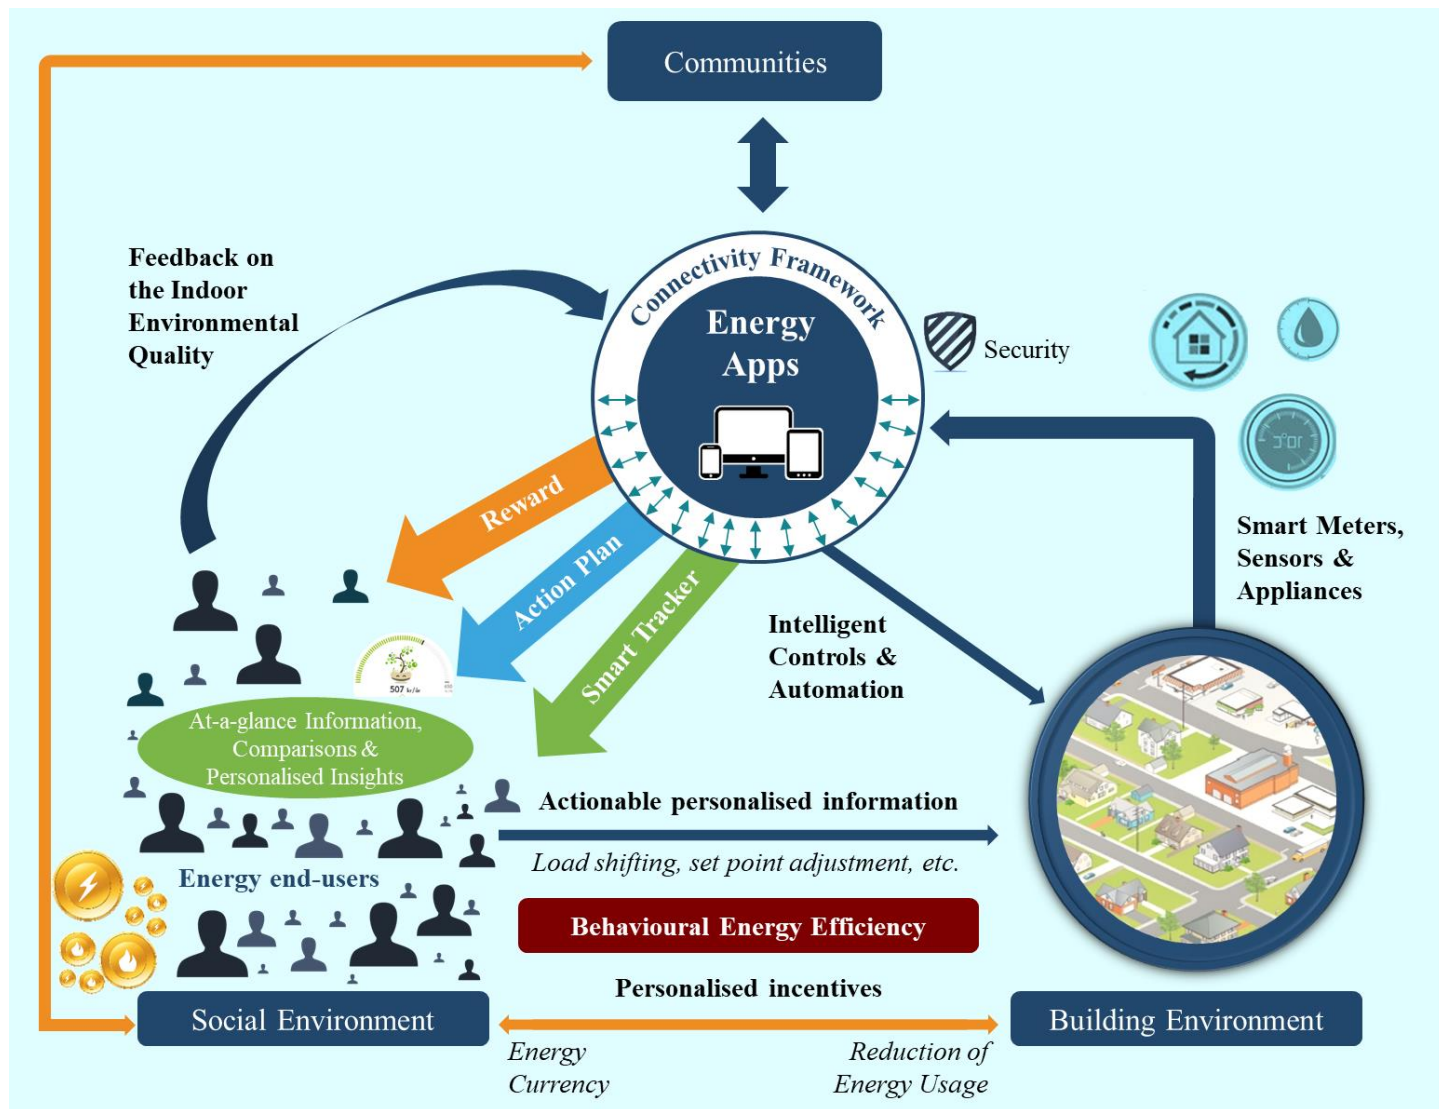 Communities
Feedback on
the Indoor
Environmental
Quality
Connectivity Framework
Energy
Apps
Security
Reward
Action Plan
Smart Tracker
Smart Meters,
Sensors &
Appliances
Intelligent
Controls &
Automation
507
At-a-glance Information,
Comparisons &
Personalised Insights
Actionable personalised information
Load shifting, set point adjustment, etc.
Energy end-users
Behavioural Energy Efficiency
Personalised incentives
Social Environment
Building Environment
Energy
Currency
Reduction of
Energy Usage